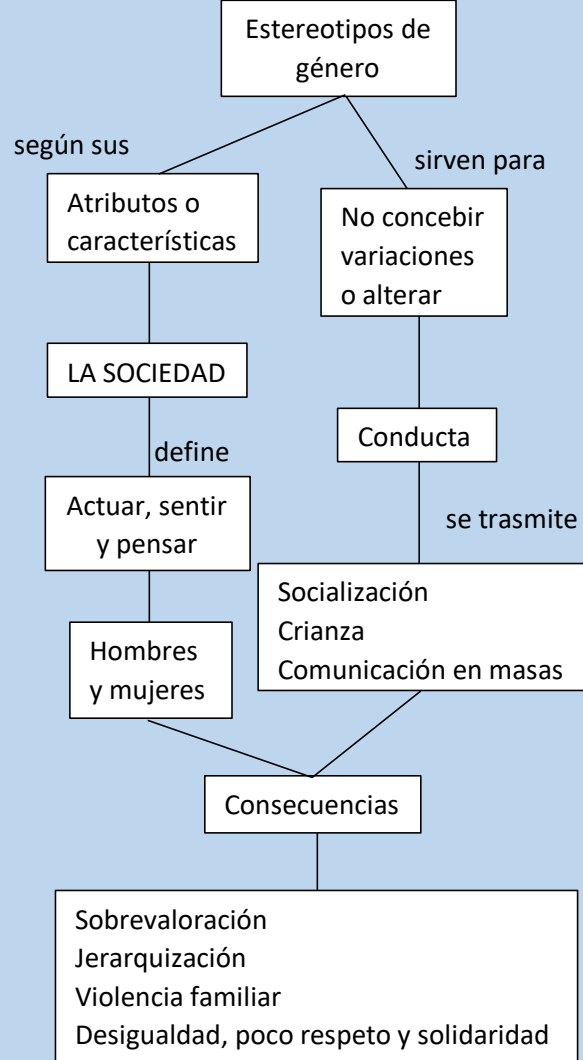 Estereotipos de
género
según sus
sirven para
Atributos o
características
No concebir
variaciones
o alterar
LA SOCIEDAD
Conducta
define
Actuar, sentir
y pensar
se trasmite
Socialización
Crianza
Comunicación en masas
Hombres
y mujeres
Consecuencias
Sobrevaloración
Jerarquización
Violencia familiar
Desigualdad, poco respeto y solidaridad